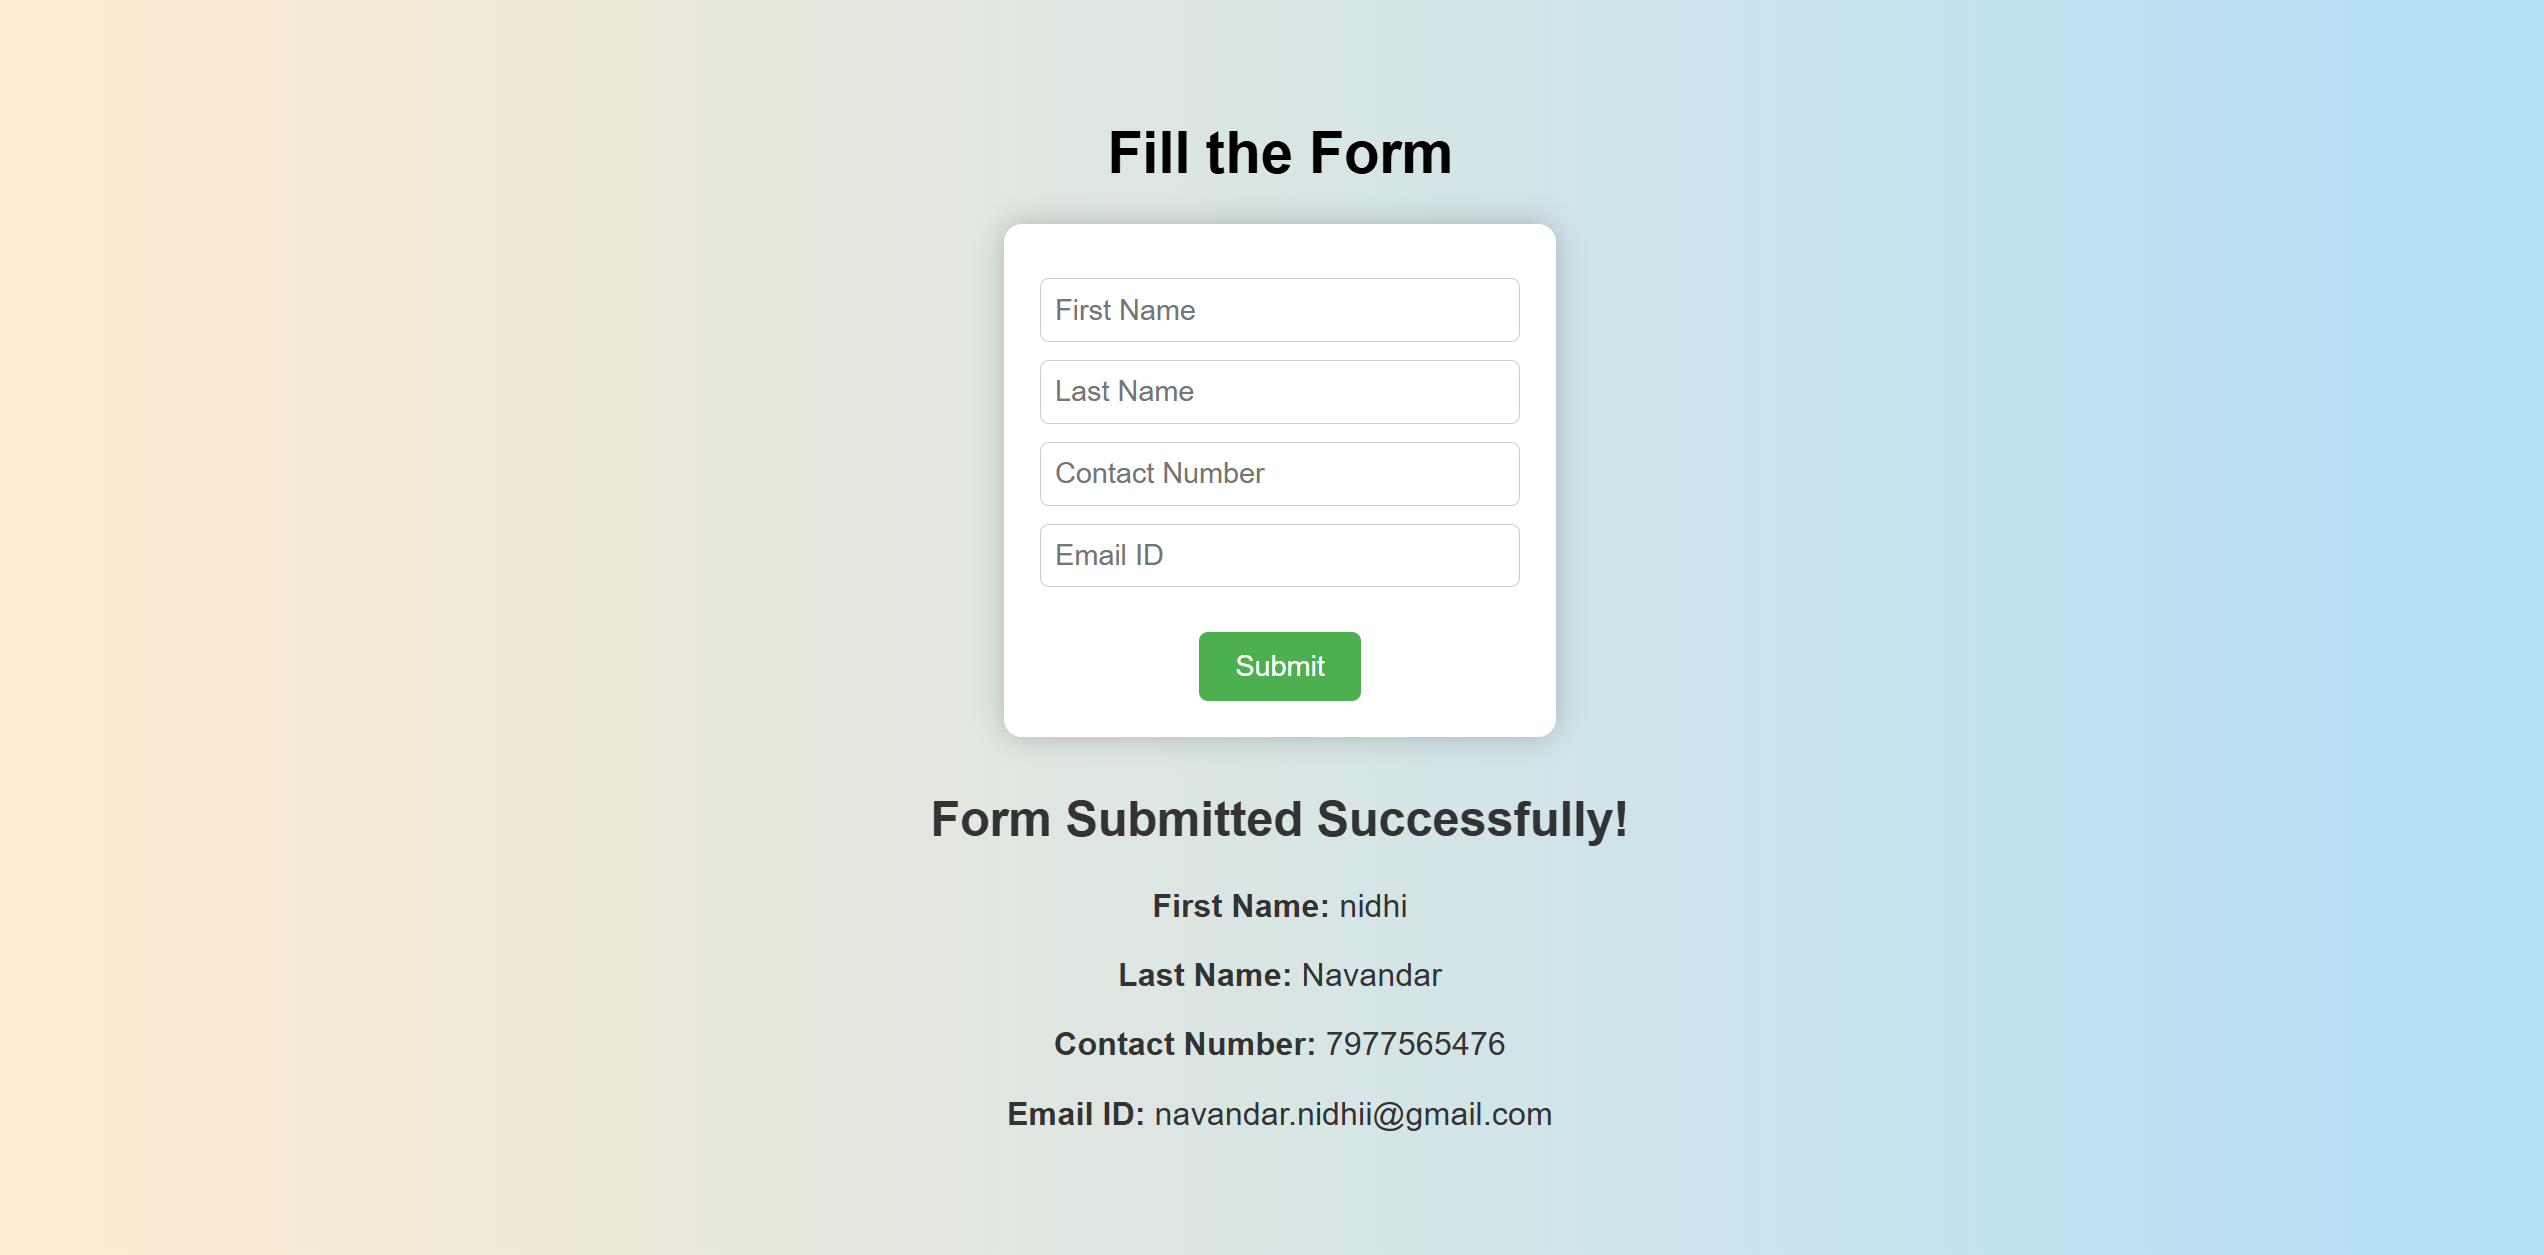 Fill the Form
First Name
Last Name
Contact Number
Email ID
Submit
Form Submitted Successfully!
First Name: nidhi
Last Name: Navandar
Contact Number: 7977565476
Email ID: navandar.nidhii@gmail.com